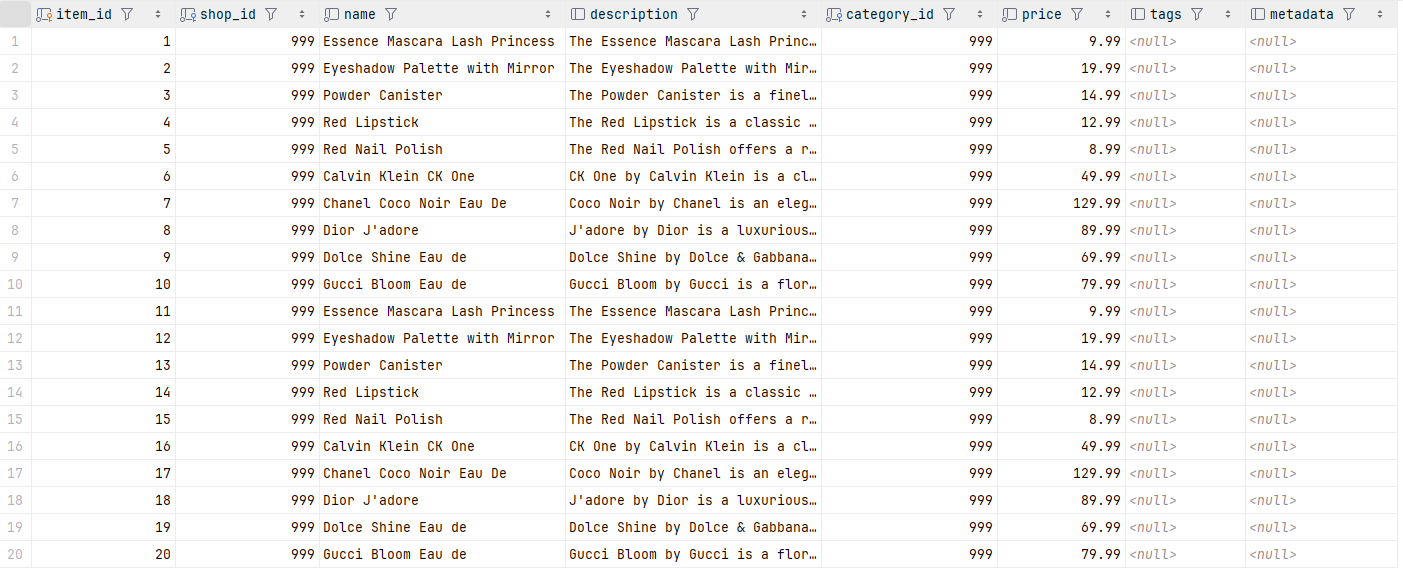 item_id shop_id name description category_id price tags metadata
1 1 999 Essence Mascara Lash Princess The Essence Mascara Lash Princ… 999 9.99 <null> <null>
2 2 999 Eyeshadow Palette with Mirror The Eyeshadow Palette with Mir… 999 19.99 <null> <null>
3 3 999 Powder Canister The Powder Canister is a finel… 999 14.99 <null> <null>
4 4 999 Red Lipstick The Red Lipstick is a classic … 999 12.99 <null> <null>
5 5 999 Red Nail Polish The Red Nail Polish offers a r… 999 8.99 <null> <null>
6 6 999 Calvin Klein CK One CK One by Calvin Klein is a cl… 999 49.99 <null> <null>
7 7 999 Chanel Coco Noir Eau De Coco Noir by Chanel is an eleg… 999 129.99 <null> <null>
8 8 999 Dior J'adore J'adore by Dior is a luxurious… 999 89.99 <null> <null>
9 9 999 Dolce Shine Eau de Dolce Shine by Dolce & Gabbana… 999 69.99 <null> <null>
10 10 999 Gucci Bloom Eau de Gucci Bloom by Gucci is a flor… 999 79.99 <null> <null>
11 11 999 Essence Mascara Lash Princess The Essence Mascara Lash Princ… 999 9.99 <null> <null>
12 12 999 Eyeshadow Palette with Mirror The Eyeshadow Palette with Mir… 999 19.99 <null> <null>
13 13 999 Powder Canister The Powder Canister is a finel… 999 14.99 <null> <null>
14 14 999 Red Lipstick The Red Lipstick is a classic … 999 12.99 <null> <null>
15 15 999 Red Nail Polish The Red Nail Polish offers a r… 999 8.99 <null> <null>
16 16 999 Calvin Klein CK One CK One by Calvin Klein is a cl… 999 49.99 <null> <null>
17 17 999 Chanel Coco Noir Eau De Coco Noir by Chanel is an eleg… 999 129.99 <null> <null>
18 18 999 Dior J'adore J'adore by Dior is a luxurious… 999 89.99 <null> <null>
19 19 999 Dolce Shine Eau de Dolce Shine by Dolce & Gabbana… 999 69.99 <null> <null>
20 20 999 Gucci Bloom Eau de Gucci Bloom by Gucci is a flor… 999 79.99 <null> <null>